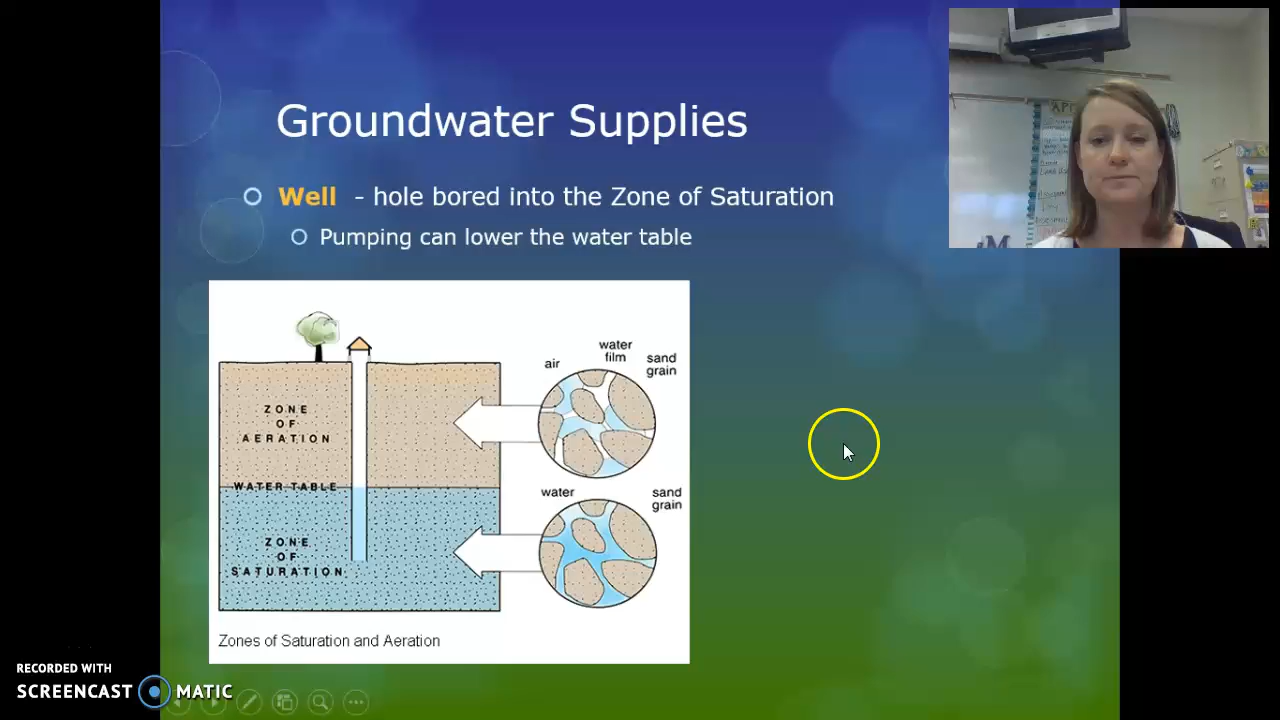 Groundwater Supplies
Well - hole bored into the Zone of Saturation
Pumping can lower the water table
air
water
film
sand
grain
ZONE
OF
AERATION
WATER TABLE
water
sand
grain
ZONE
OF
SATURATION
Zones of Saturation and Aeration
RECORDED WITH
SCREENCAST MATIC